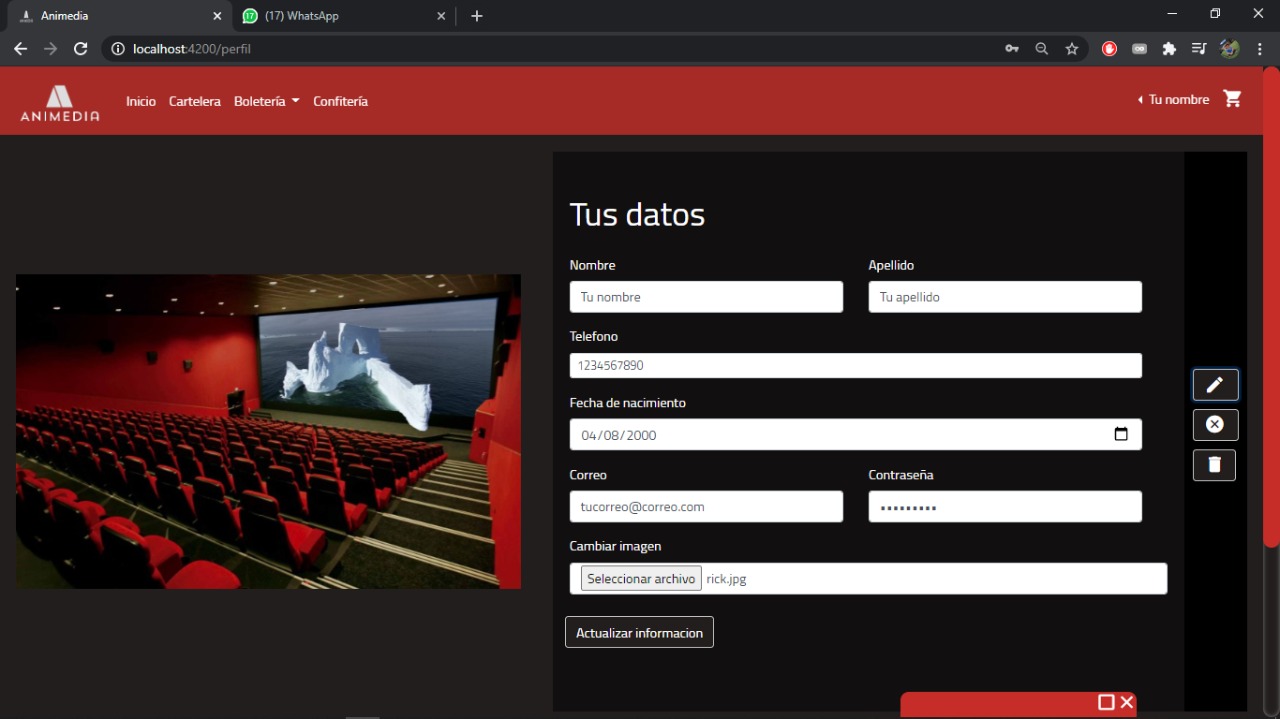 Animedia
17
(17) WhatsApp
localhost:4200/perfil
ANIMEDIA
Inicio Cartelera Boletería Confitería
Tu nombre
Tus datos
Nombre Apellido
Tu nombre Tu apellido
Telefono
1234567890
Fecha de nacimiento
04/08/2000
Correo Contraseña
tucorreo@correo.com
Cambiar imagen
Seleccionar archivo rick.jpg
Actualizar informacion